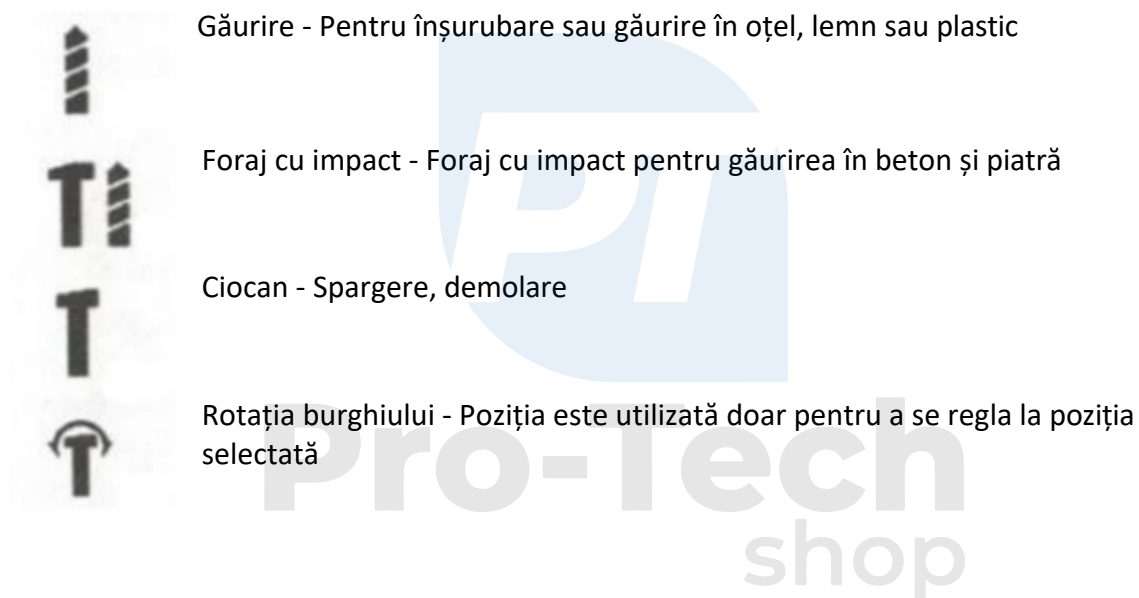 Găurire - Pentru înșurubare sau găurire în oțel, lemn sau plastic
Foraj cu impact - Foraj cu impact pentru găurirea în beton și piatră
Ciocan - Spargere, demolare
Rotația burghiului - Poziția este utilizată doar pentru a se regla la poziția
selectată
PT
Pro-Tech
shop